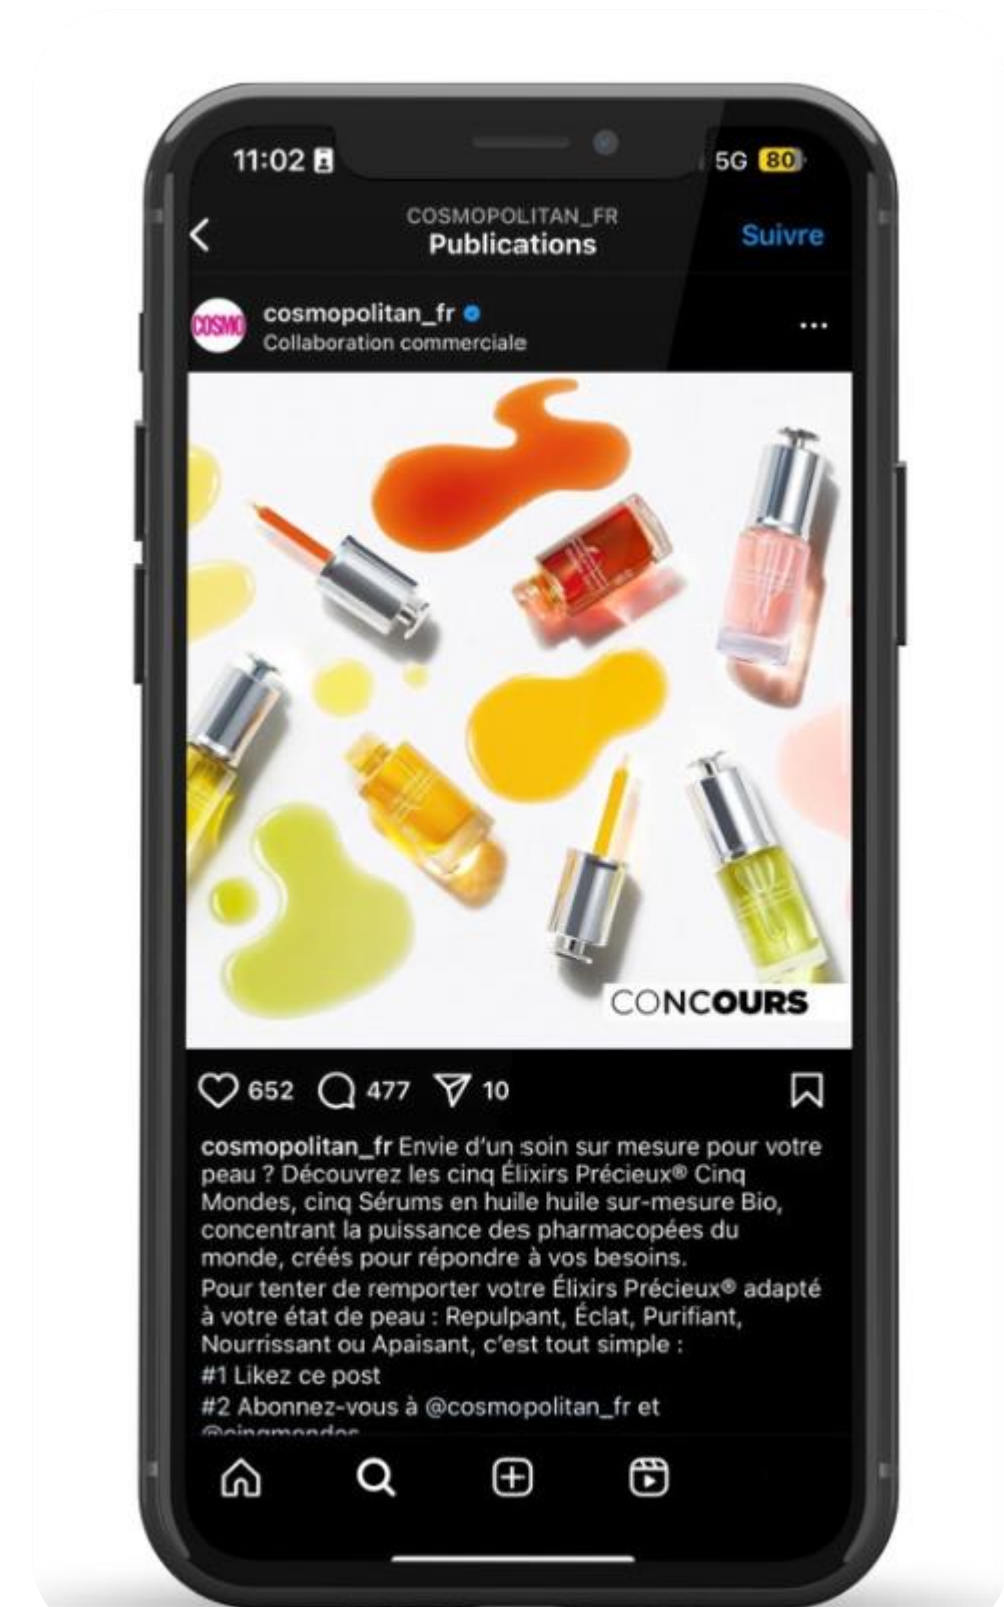 11:02
5G 80
COSMOPOLITAN_FR
Publications
Suivre
COSMO
cosmopolitan_fr
Collaboration commerciale
CONCOURS
652 477 10
cosmopolitan_fr Envie d'un soin sur mesure pour votre
peau ? Découvrez les cinq Élixirs Précieux® Cinq
Mondes, cinq Sérums en huile huile sur-mesure Bio,
concentrant la puissance des pharmacopées du
monde, créés pour répondre à vos besoins.
Pour tenter de remporter votre Élixirs Précieux® adapté
à votre état de peau : Repulpant, Éclat, Purifiant,
Nourrissant ou Apaisant, c'est tout simple :
#1 Likez ce post
#2 Abonnez-vous à @cosmopolitan_fr et
@cinqmondes